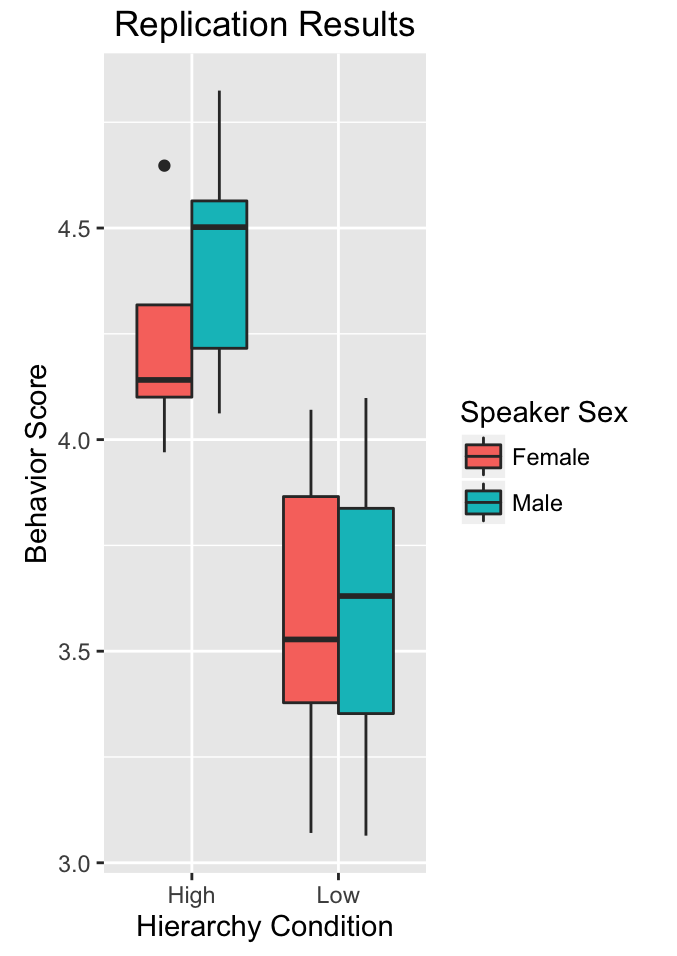 Replication Results
Behavior Score
4.5
4.0
3.5
3.0
High
Low
Hierarchy Condition
Speaker Sex
Female
Male